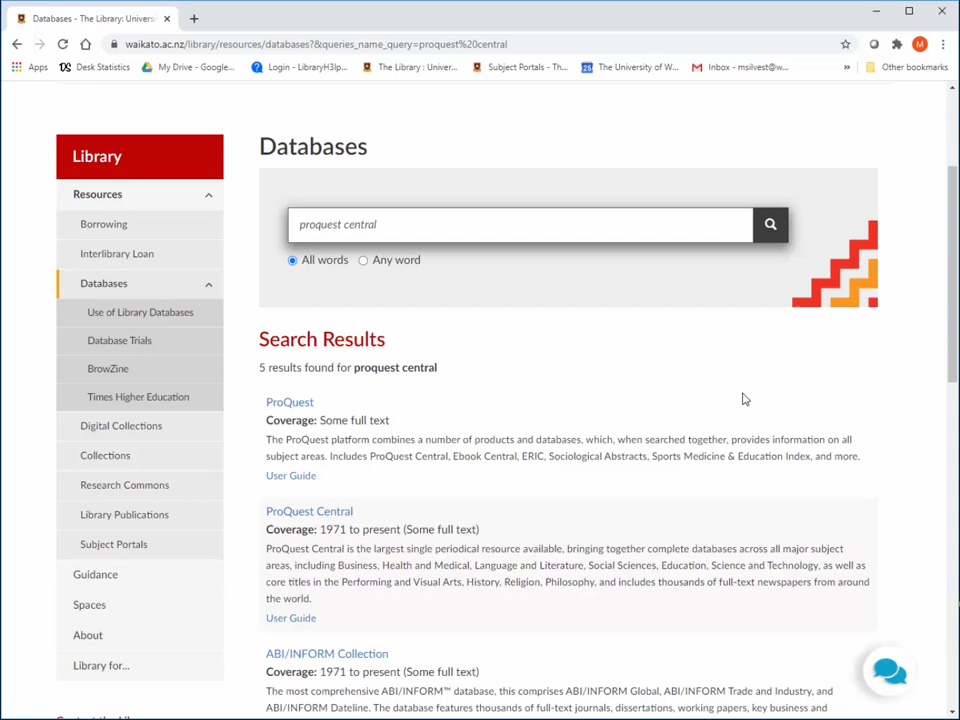 Databases - The Library: Universi
waikato.ac.nz/library/resources/databases?&queries_name_query=proquest%20central
M
Apps
Desk Statistics
My Drive - Google...
Login - LibraryH3lp...
The Library : Univer...
Subject Portals - Th...
25
The University of W...
Inbox - msilvest@w...
»
Other bookmarks
Library
Resources
Borrowing
Interlibrary Loan
Databases
Use of Library Databases
Database Trials
BrowZine
Times Higher Education
Digital Collections
Collections
Research Commons
Library Publications
Subject Portals
Guidance
Spaces
About
Library for...
Databases
proquest central
All words
Any word
Search Results
5 results found for proquest central
ProQuest
Coverage: Some full text
The ProQuest platform combines a number of products and databases, which, when searched together, provides information on all
subject areas. Includes ProQuest Central, Ebook Central, ERIC, Sociological Abstracts, Sports Medicine & Education Index, and more.
User Guide
ProQuest Central
Coverage: 1971 to present (Some full text)
ProQuest Central is the largest single periodical resource available, bringing together complete databases across all major subject
areas, including Business, Health and Medical, Language and Literature, Social Sciences, Education, Science and Technology, as well as
core titles in the Performing and Visual Arts, History, Religion, Philosophy, and includes thousands of full-text newspapers from around
the world.
User Guide
ABI/INFORM Collection
Coverage: 1971 to present (Some full text)
The most comprehensive ABI/INFORM™ database, this comprises ABI/INFORM Global, ABI/INFORM Trade and Industry, and
ABI/INFORM Dateline. The database features thousands of full-text journals, dissertations, working papers, key business and